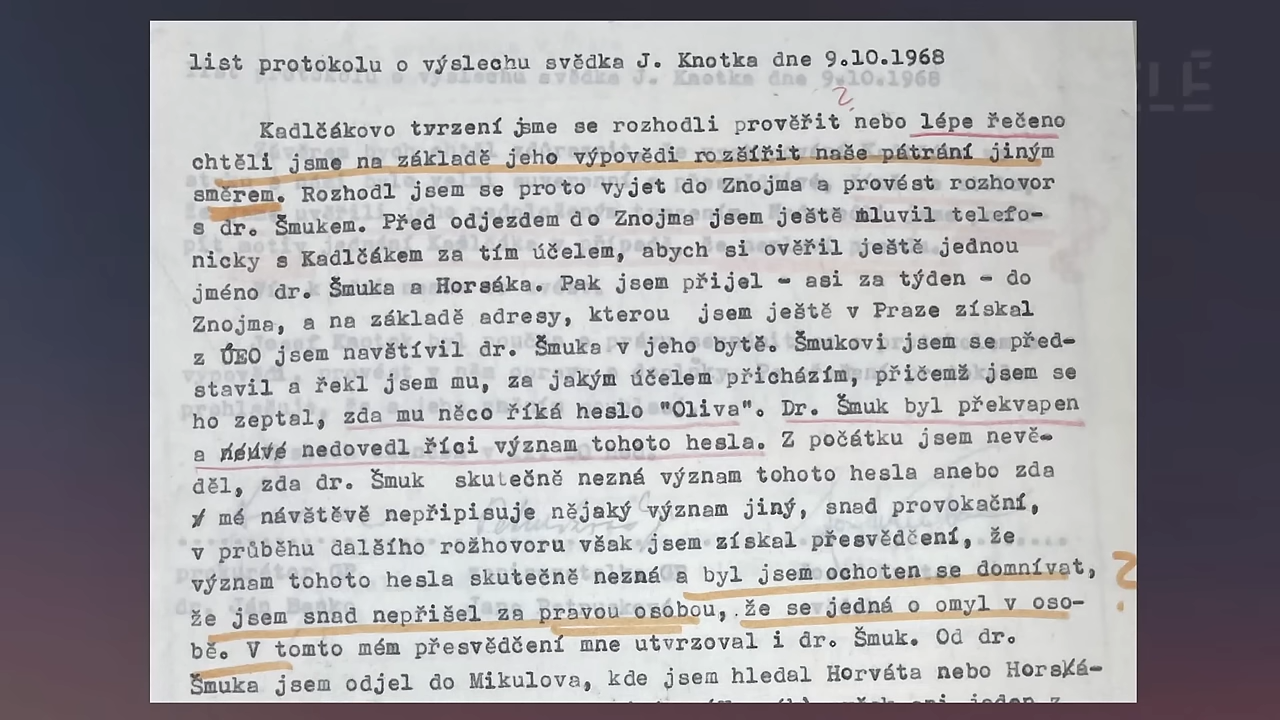 list protokolu o výslechu svědka J. Knotka dne 9.10.1968
Kadlčákovo tvrzení jsme se rozhodli prověřit nebo lépe řečeno
chtěli jsme na základě jeho výpovědi rozšířit naše pátrání jiným
směrem. Rozhodl jsem se proto vyjet do Znojma a provést rozhovor
s dr. Šmukem. Před odjezdem do Znojma jsem ještě mluvil telefo-
nicky s Kadlčákem za tím účelem, abych si ověřil ještě jednou
jméno dr. Šmuka a Horsáka. Pak jsem přijel - asi za týden - do
Znojma, a na základě adresy, kterou jsem ještě v Praze získal
z ÚEO jsem navštívil dr. Šmuka v jeho bytě. Šmukovi jsem se před-
stavil a řekl jsem mu, za jakým účelem přicházím, přičemž jsem se
ho zeptal, zda mu něco říká heslo "Oliva". Dr. Šmuk byl překvapen
a nedovedl říci význam tohoto hesla. Z počátku jsem nevě-
děl, zda dr. Šmuk skutečně nezná význam tohoto hesla anebo zda
mé návštěvě nepřipisuje nějaký význam jiný, snad provokační,
v průběhu dalšího rožhovoru však jsem získal přesvědčení, že
význam tohoto hesla skutečně nezná a byl jsem ochoten se domnívat, ?
že jsem snad nepřišel za pravou osobou, že se jedná o omyl v oso-
bě. V tomto mém přesvědčení mne utvrzoval i dr. Šmuk. Od dr.
Šmuka jsem odjel do Mikulova, kde jsem hledal Horváta nebo Horská-